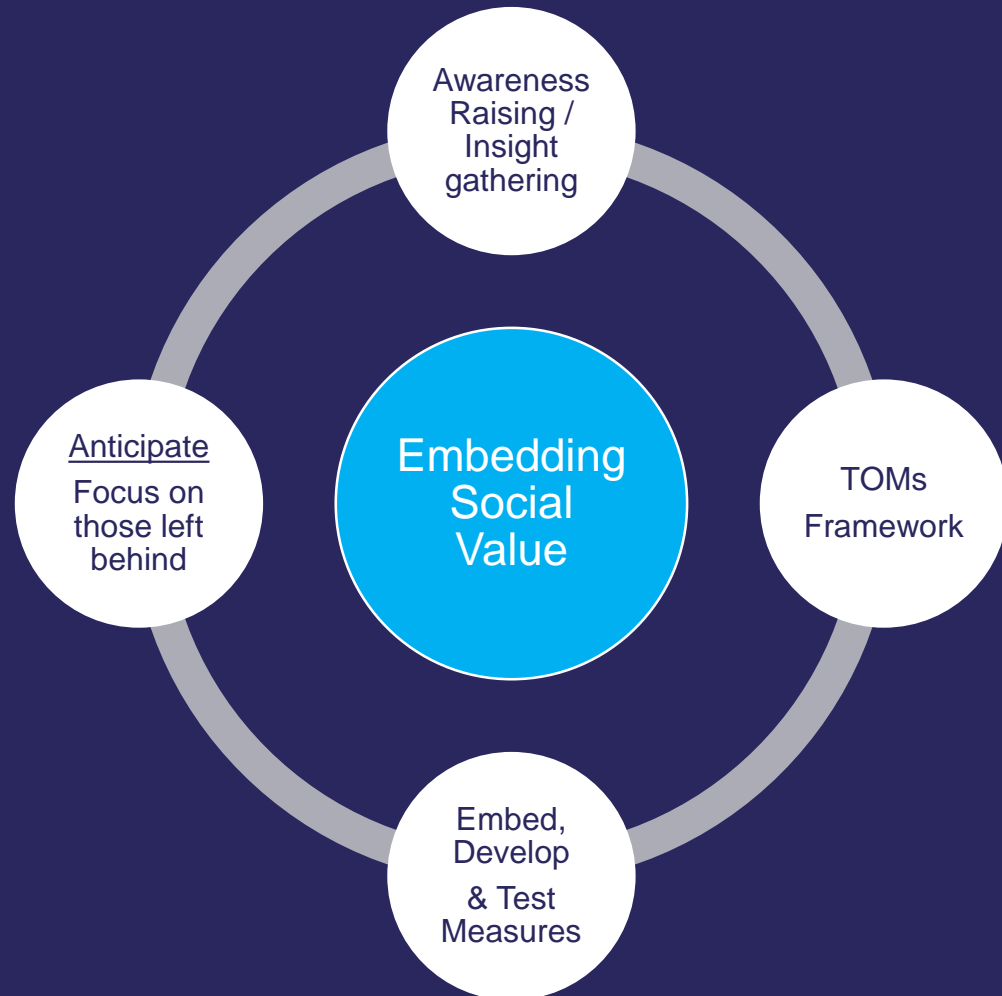 Awareness
Raising /
Insight
gathering
Anticipate
Focus on
those left
behind
Embedding
Social
Value
TOMs
Framework
Embed,
Develop
& Test
Measures